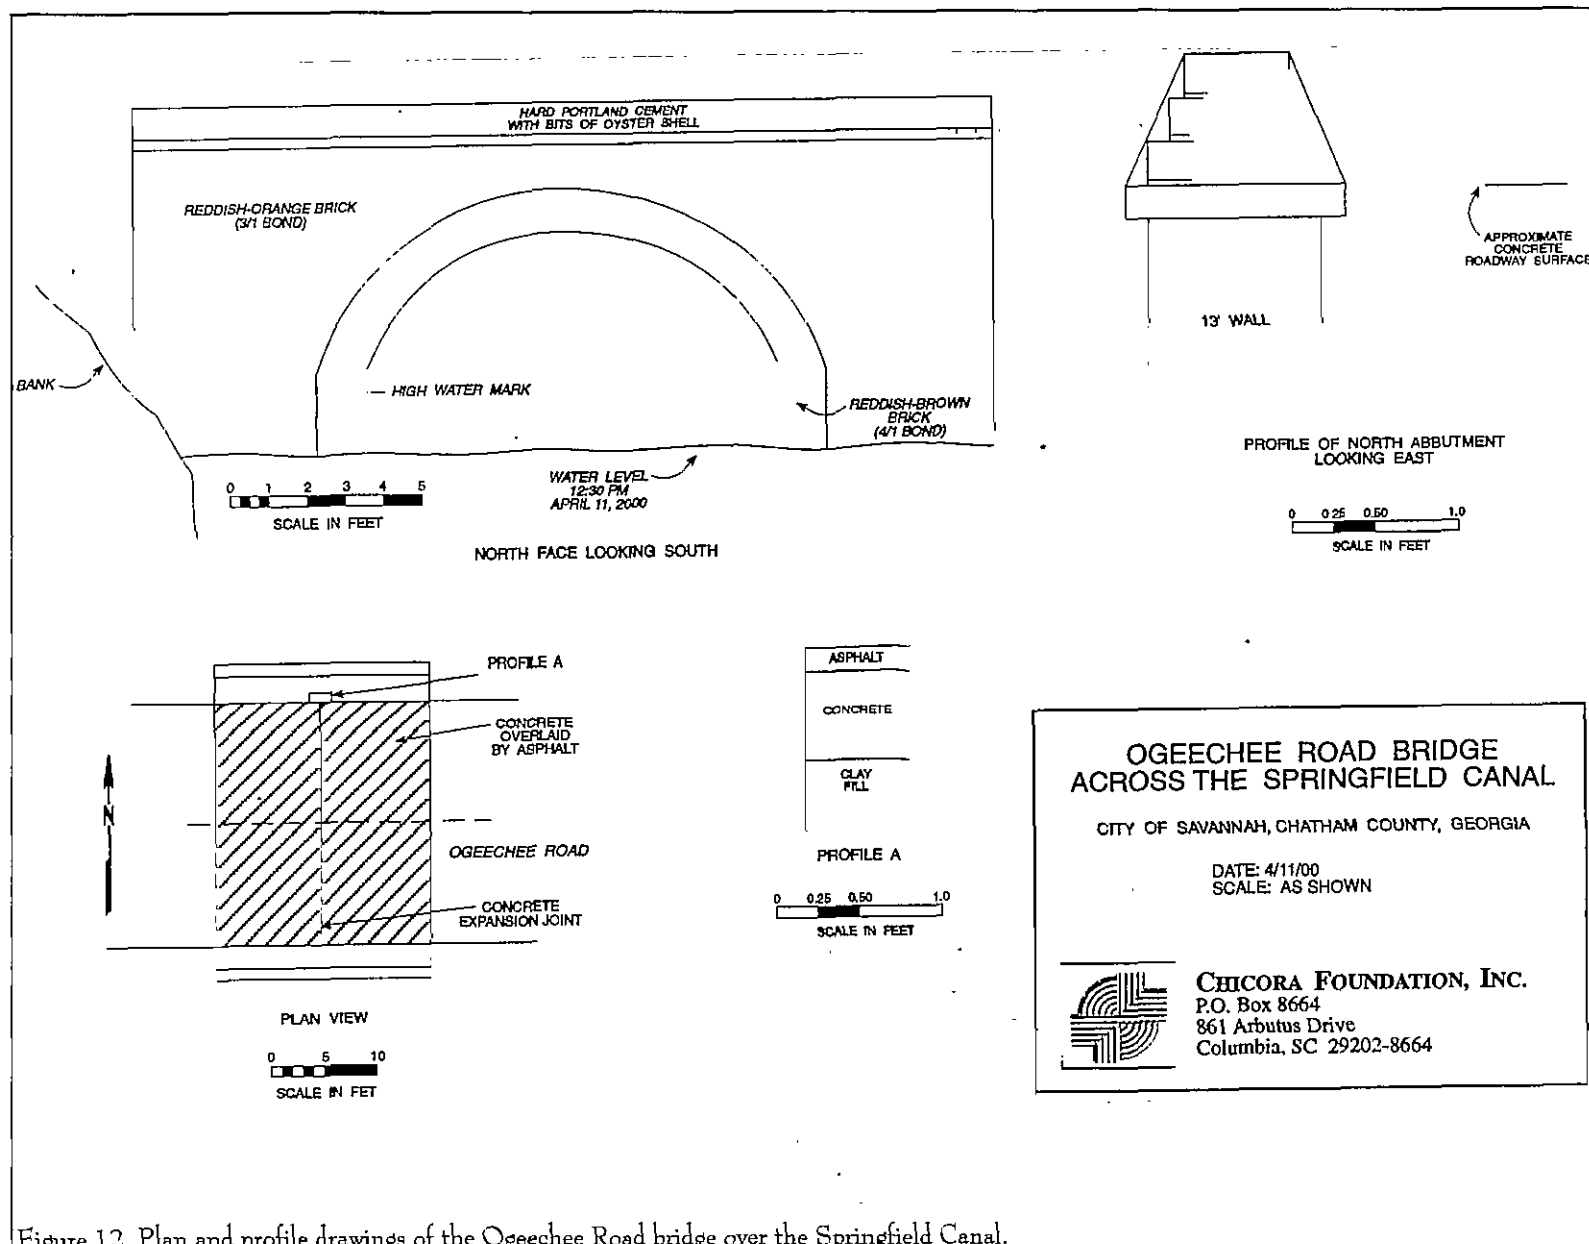 HARD PORTLAND CEMENT
WITH BITS OF OYSTER SHELL
REDDISH-ORANGE BRICK
(3/1 BOND)
BANK
HIGH WATER MARK
REDDISH-BROWN
BRICK
(4/1 BOND)
WATER LEVEL
12:30 PM
APRIL 11, 2000
0 1 2 3 4 5
SCALE IN FEET
NORTH FACE LOOKING SOUTH
APPROXIMATE
CONCRETE
ROADWAY SURFACE
13' WALL
PROFILE OF NORTH ABBUTMENT
LOOKING EAST
0 0.25 0.50 1.0
SCALE IN FEET
PROFILE A
CONCRETE
OVERLAID
BY ASPHALT
N
OGEECHEE ROAD
CONCRETE
EXPANSION JOINT
PLAN VIEW
0 5 10
SCALE IN FET
ASPHALT
CONCRETE
CLAY
FILL
PROFILE A
0 0.25 0.50 1.0
SCALE IN FEET
OGEECHEE ROAD BRIDGE
ACROSS THE SPRINGFIELD CANAL
CITY OF SAVANNAH, CHATHAM COUNTY, GEORGIA
DATE: 4/11/00
SCALE: AS SHOWN
CHICORA FOUNDATION, INC.
P.O. Box 8664
861 Arbutus Drive
Columbia, SC 29202-8664
Figure 12. Plan and profile drawings of the Ogeechee Road bridge over the Springfield Canal.